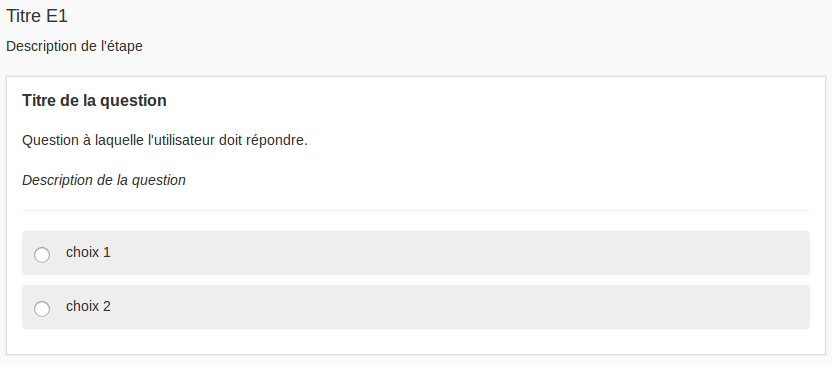 Titre E1
Description de l'étape
Titre de la question
Question à laquelle l'utilisateur doit répondre.
Description de la question
choix 1
choix 2